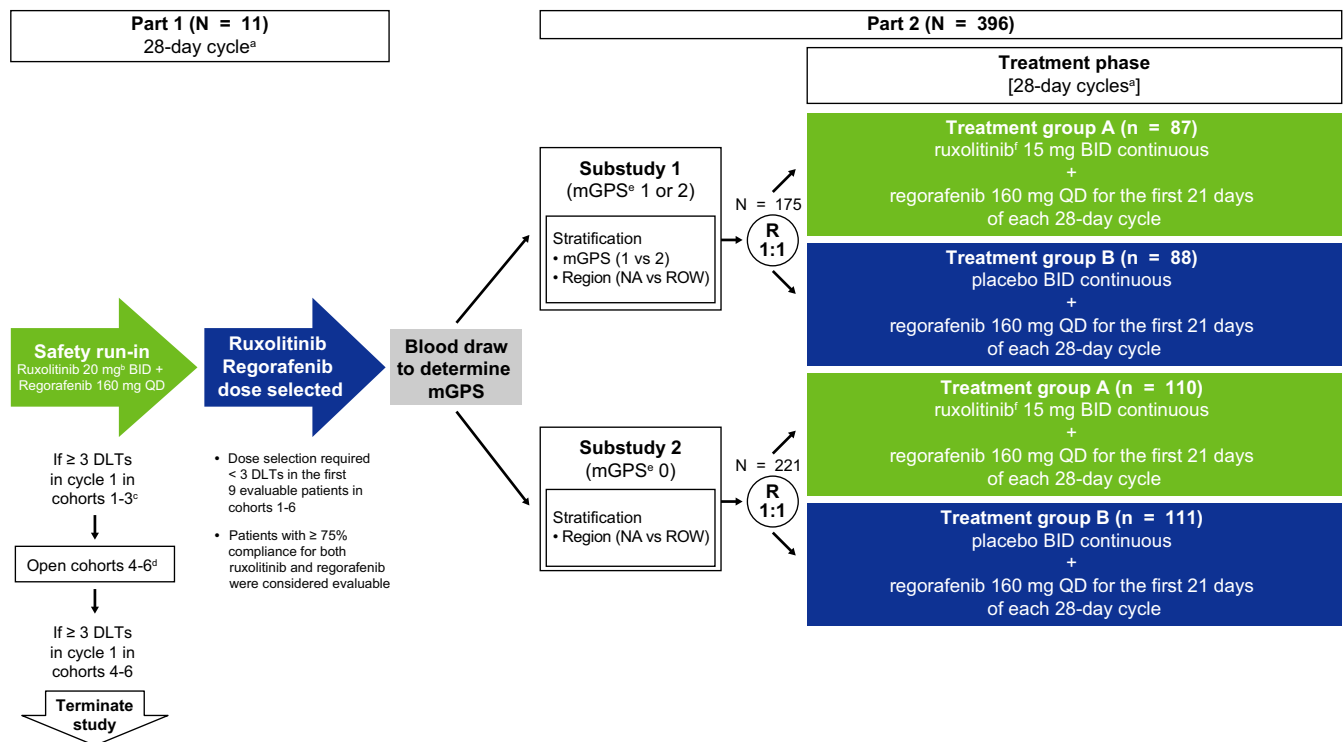 Part 1 (N = 11)
28-day cycleᵃ
Part 2 (N = 396)
Treatment phase
[28-day cyclesᵃ]
Safety run-in
Ruxolitinib 20 mgᵇ BID +
Regorafenib 160 mg QD
If ≥ 3 DLTs
in cycle 1 in
cohorts 1-3ᶜ
Open cohorts 4-6ᵈ
If ≥ 3 DLTs
in cycle 1 in
cohorts 4-6
Terminate
study
Ruxolitinib
Regorafenib
dose selected
• Dose selection required
< 3 DLTs in the first
9 evaluable patients in
cohorts 1-6
• Patients with ≥ 75%
compliance for both
ruxolitinib and regorafenib
were considered evaluable
Blood draw
to determine
mGPS
Substudy 1
(mGPSᵉ 1 or 2)
Stratification
• mGPS (1 vs 2)
• Region (NA vs ROW)
N = 175
R
1:1
Treatment group A (n = 87)
ruxolitinibᶠ 15 mg BID continuous
+
regorafenib 160 mg QD for the first 21 days
of each 28-day cycle
Treatment group B (n = 88)
placebo BID continuous
+
regorafenib 160 mg QD for the first 21 days
of each 28-day cycle
Substudy 2
(mGPSᵉ 0)
Stratification
• Region (NA vs ROW)
N = 221
R
1:1
Treatment group A (n = 110)
ruxolitinibᶠ 15 mg BID continuous
+
regorafenib 160 mg QD for the first 21 days
of each 28-day cycle
Treatment group B (n = 111)
placebo BID continuous
+
regorafenib 160 mg QD for the first 21 days
of each 28-day cycle